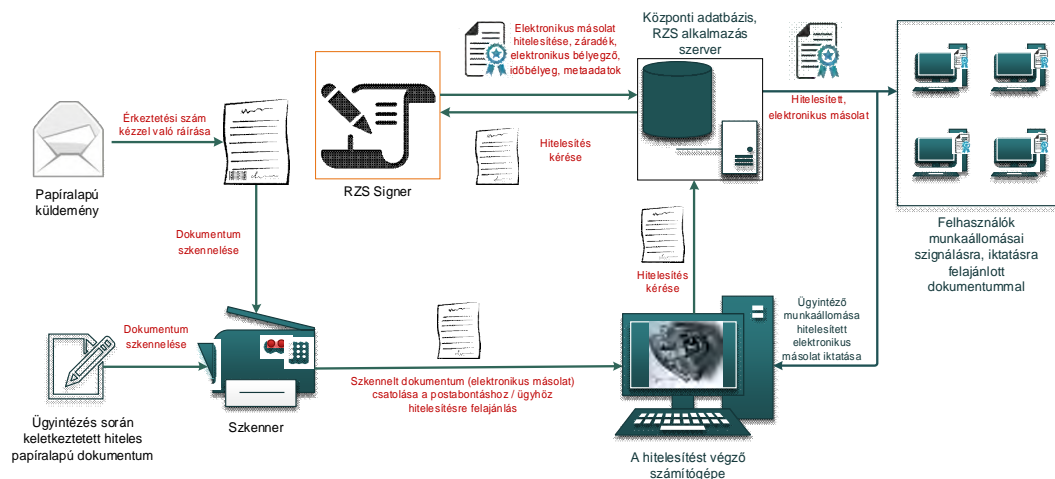 Elektronikus másolat
hitelesítése, záradék,
elektronikus bélyegző,
időbélyeg, metaadatok
Központi adatbázis,
RZS alkalmazás
szerver
Érkeztetési szám
kézzel való ráírása
Hitelesített,
elektronikus másolat
Hitelesítés
kérése
Papíralapú
küldemény
RZS Signer
Felhasználók
munkaállomásai
szignálásra, iktatásra
felajánlott
dokumentummal
Dokumentum
szkennelése
Hitelesítés
kérése
Ügyintéző
munkaállomása
hitelesített
elektronikus
másolat iktatása
Dokumentum
szkennelése
Szkennelt dokumentum (elektronikus másolat)
csatolása a postabontáshoz / ügyhöz
hitelesítésre felajánlás
Ügyintézés során
keletkeztetett hiteles
papíralapú dokumentum
Szkenner
A hitelesítést végző
számítógépe